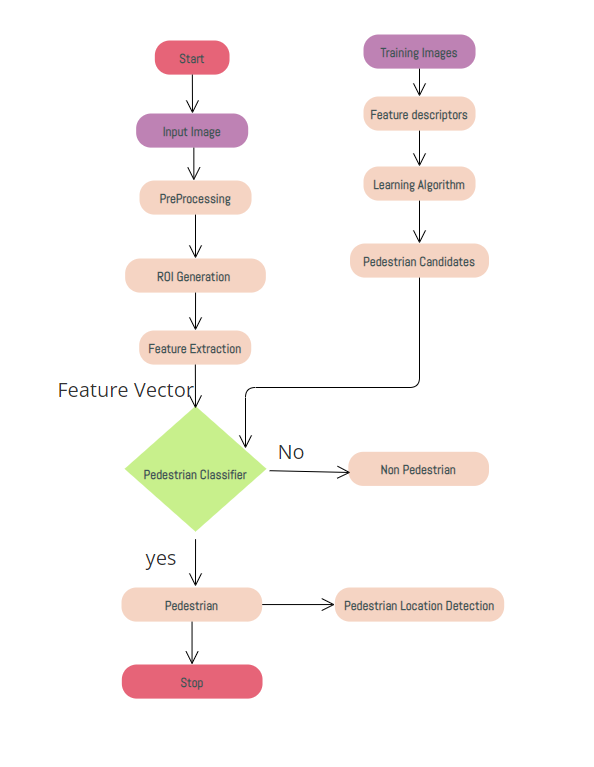 Start
Training Images
Input Image
Feature descriptors
PreProcessing
Learning Algorithm
ROI Generation
Pedestrian Candidates
Feature Extraction
Feature Vector
Pedestrian Classifier
No
Non Pedestrian
yes
Pedestrian
Pedestrian Location Detection
Stop